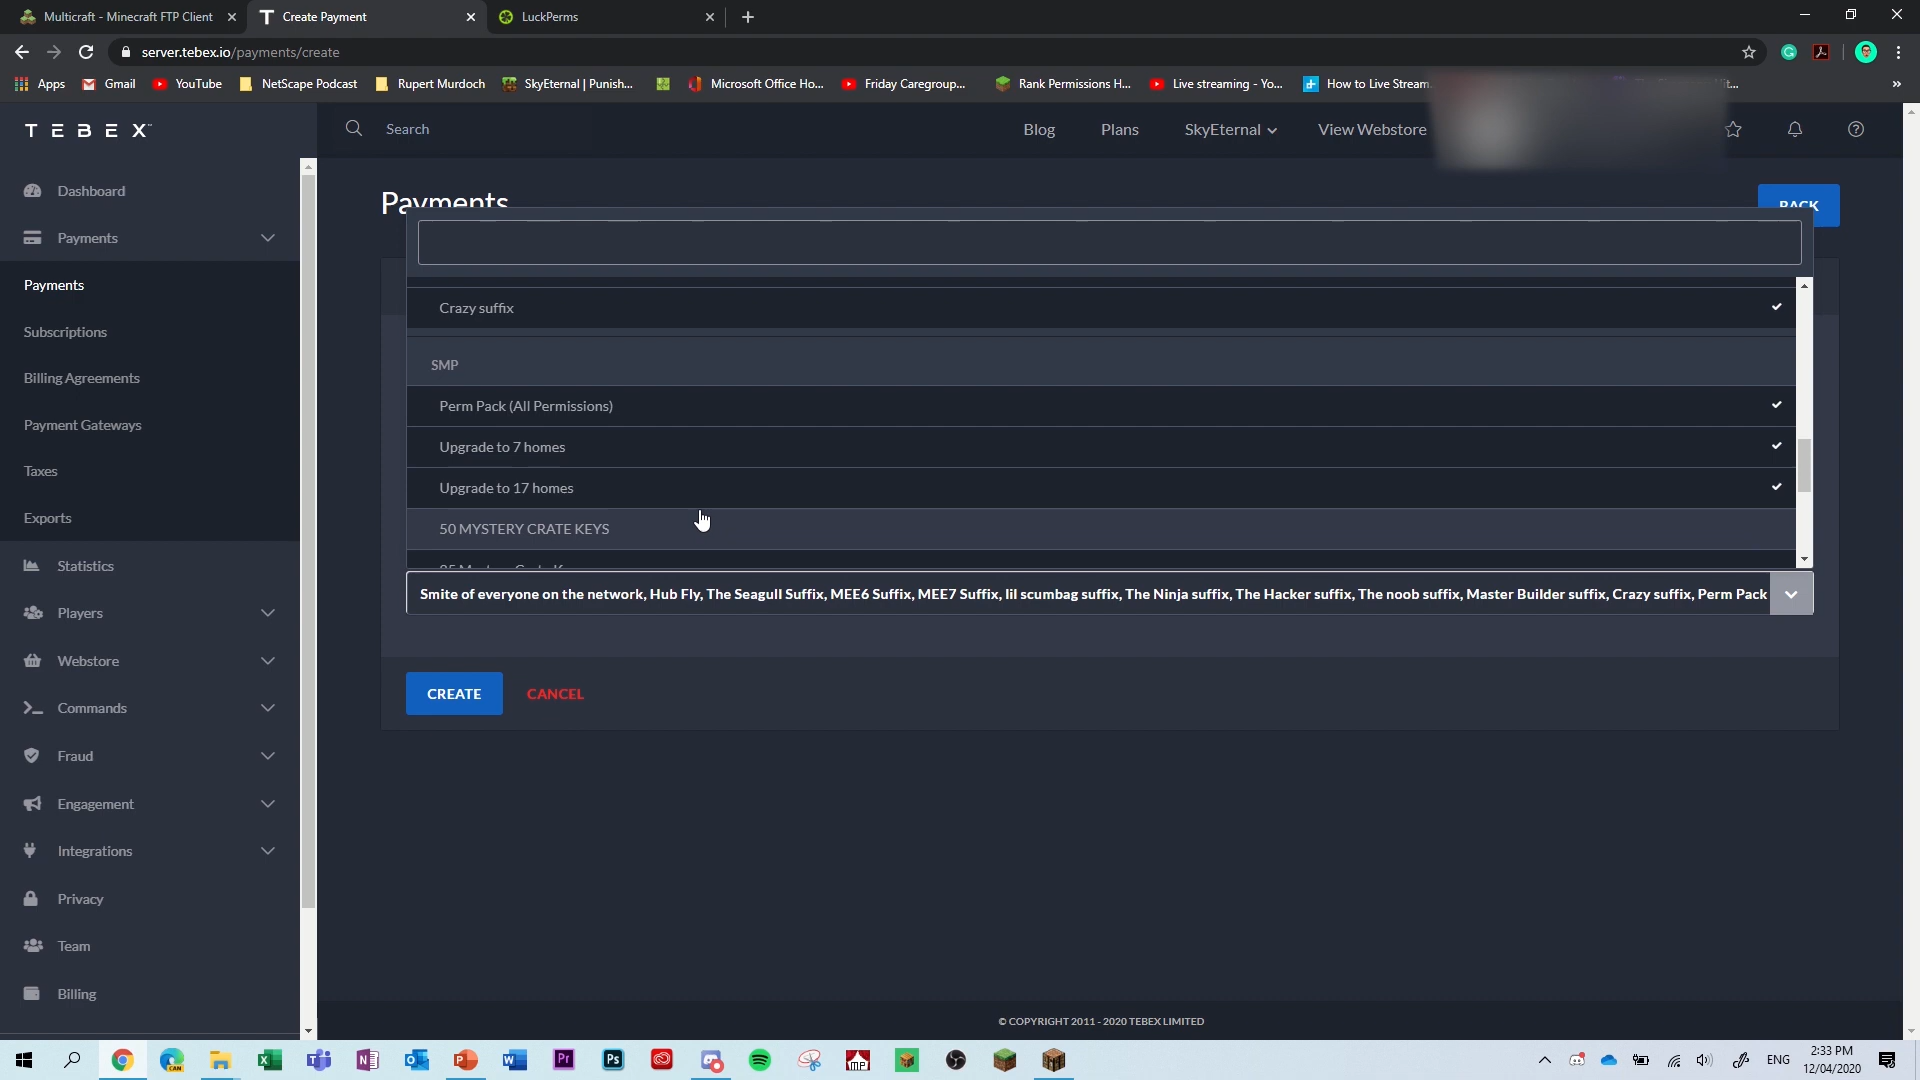 Multicraft - Minecraft FTP Client
Create Payment
LuckPerms
server.tebex.io/payments/create
Apps
Gmail
YouTube
NetScape Podcast
Rupert Murdoch
SkyEternal | Punish...
Microsoft Office Ho...
Friday Caregroup...
Rank Permissions H...
Live streaming - Yo...
How to Live Stream
TEBEX
Search
Blog
Plans
SkyEternal
View Webstore
Dashboard
Payments
Payments
Subscriptions
Billing Agreements
Payment Gateways
Taxes
Exports
Statistics
Players
Webstore
Commands
Fraud
Engagement
Integrations
Privacy
Team
Billing
Payments
BACK
Crazy suffix
SMP
Perm Pack (All Permissions)
Upgrade to 7 homes
Upgrade to 17 homes
50 MYSTERY CRATE KEYS
Smite of everyone on the network, Hub Fly, The Seagull Suffix, MEE6 Suffix, MEE7 Suffix, lil scumbag suffix, The Ninja suffix, The Hacker suffix, The noob suffix, Master Builder suffix, Crazy suffix, Perm Pack
CREATE
CANCEL
© COPYRIGHT 2011 - 2020 TEBEX LIMITED
ENG
2:33 PM
12/04/2020